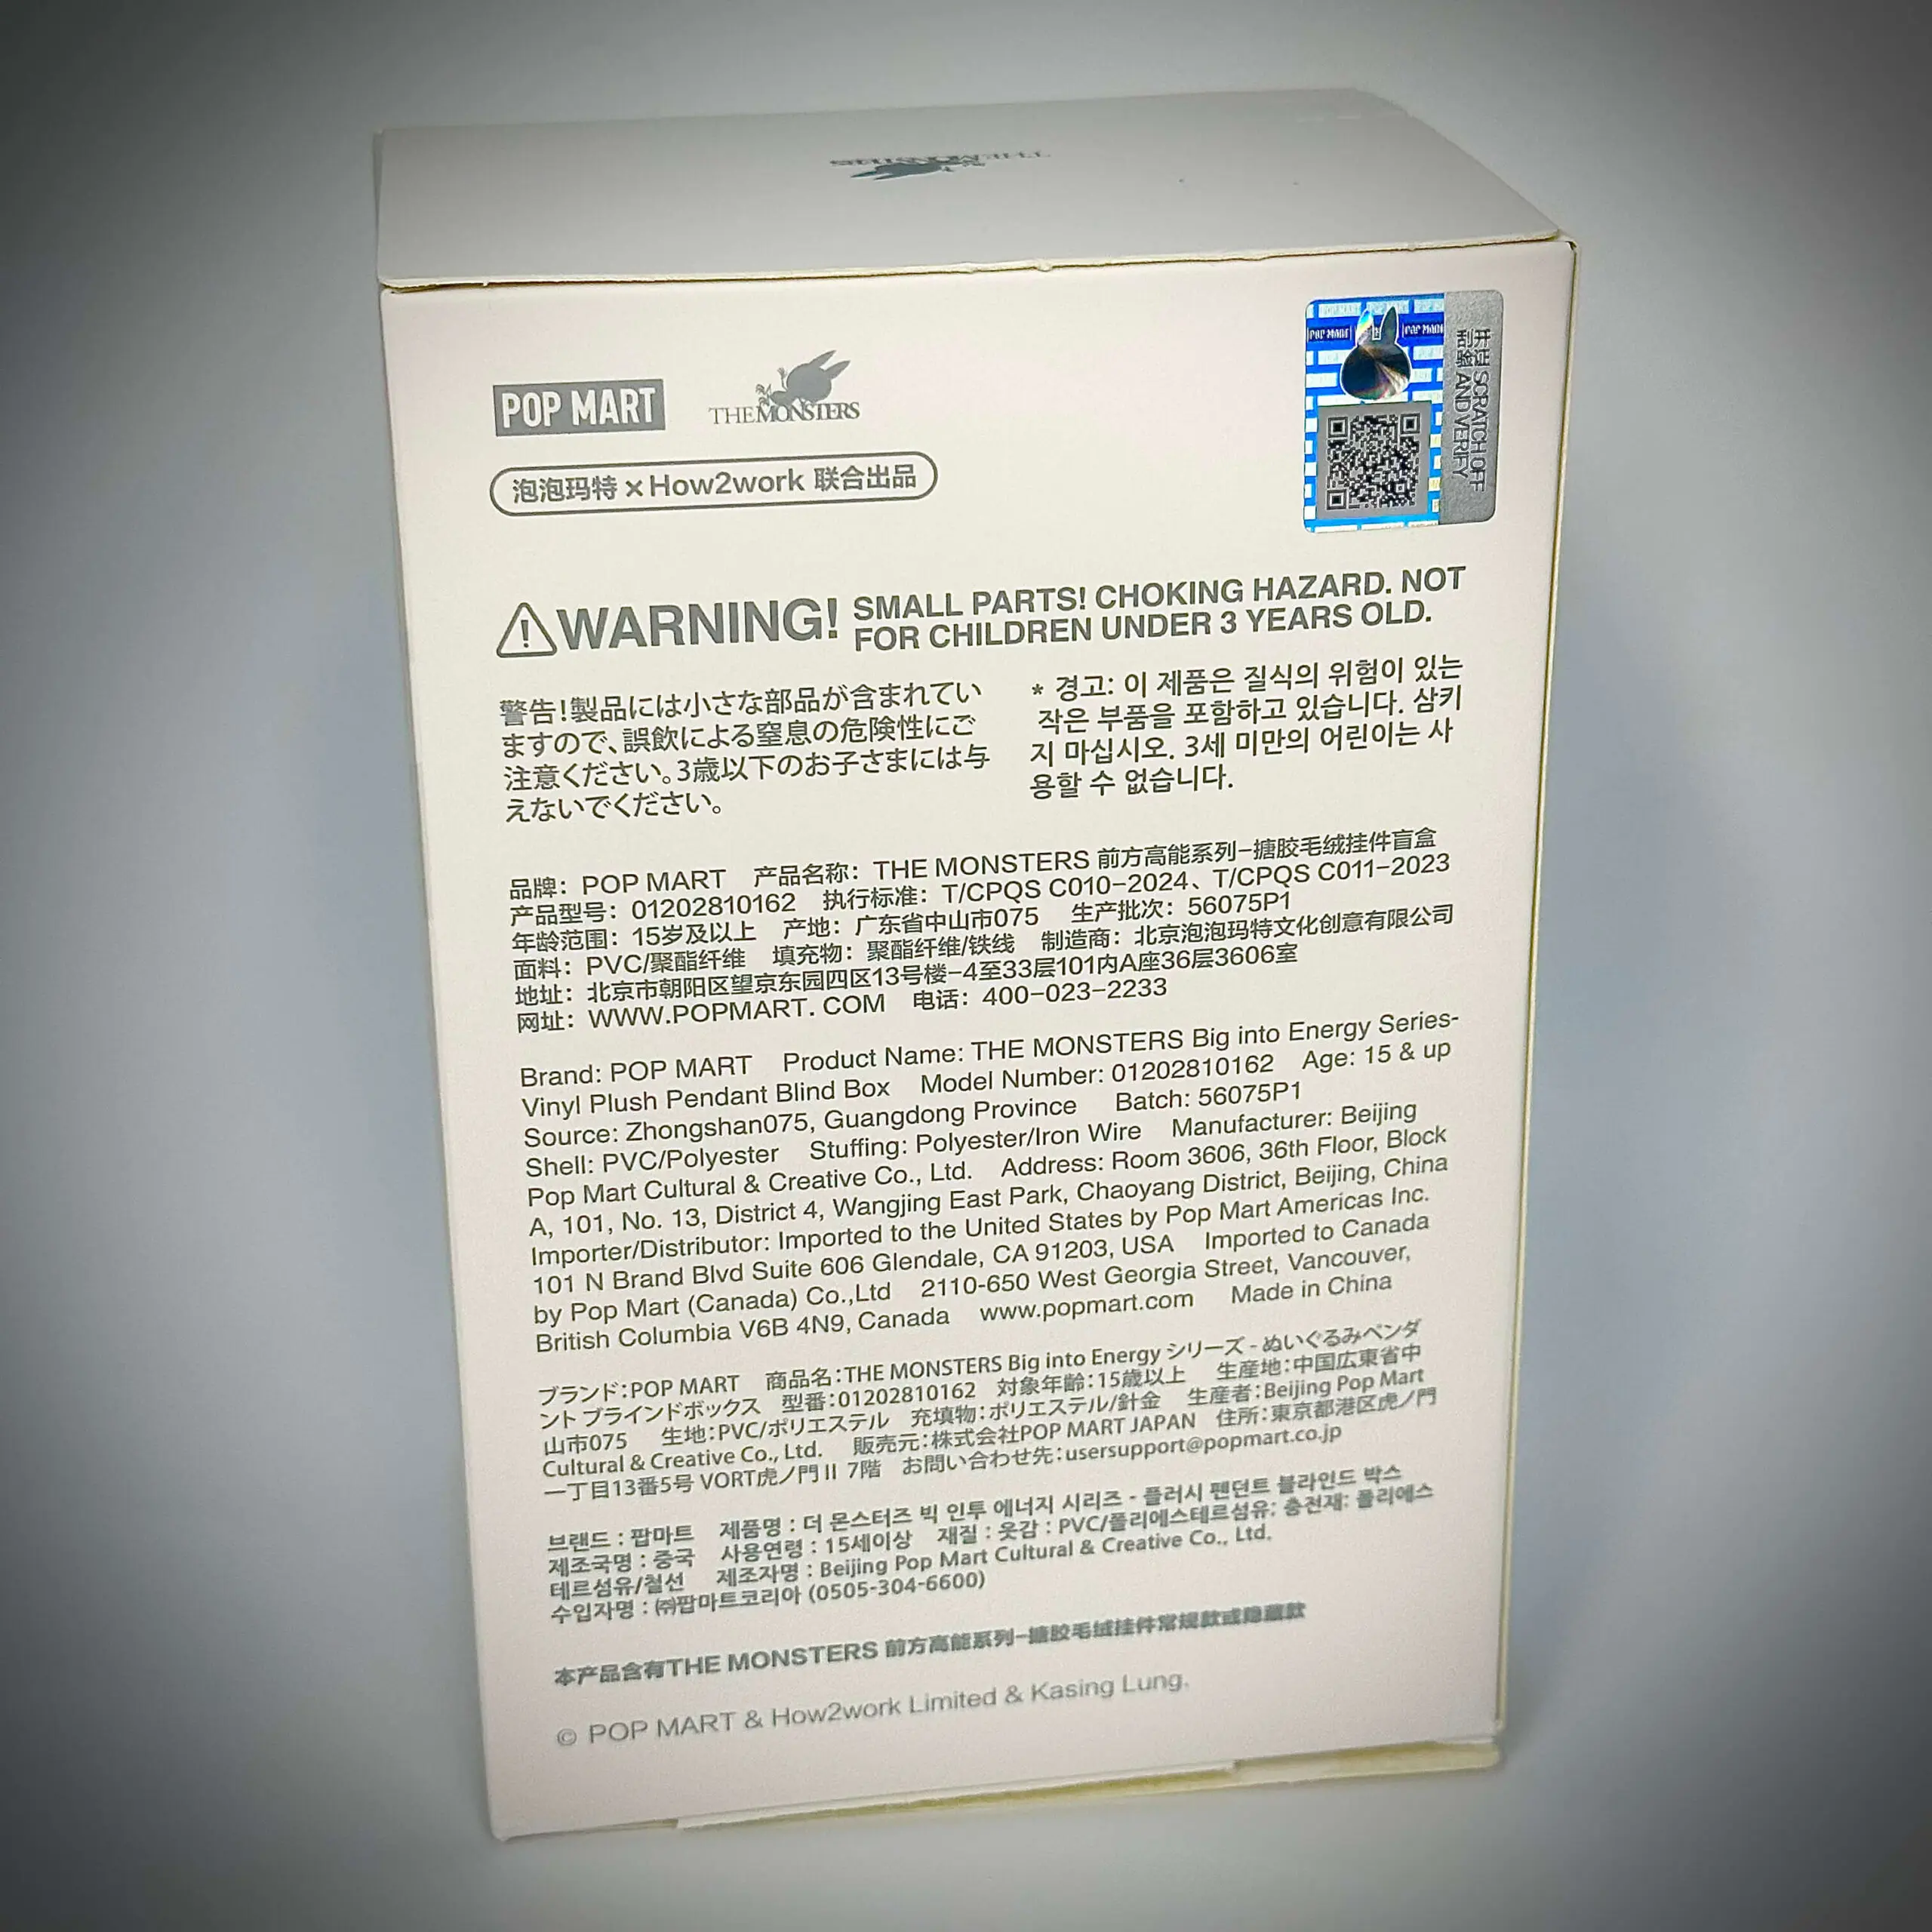 THE MONSTERS
POP MART
THE MONSTERS
泡泡玛特×How2work 联合出品
POP MART
POP MART
刮开涂层 SCRATCH OFF
AND VERIFY
WARNING! SMALL PARTS! CHOKING HAZARD. NOT
FOR CHILDREN UNDER 3 YEARS OLD.
警告!製品には小さな部品が含まれてい
ますので、誤飲による窒息の危険性にご
注意ください。3歳以下のお子さまには与
えないでください。
* 경고: 이 제품은 질식의 위험이 있는
작은 부품을 포함하고 있습니다. 삼키
지 마십시오. 3세 미만의 어린이는 사
용할 수 없습니다.
品牌：POP MART 产品名称：THE MONSTERS 前方高能系列-搪胶毛绒挂件盲盒
产品型号：01202810162 执行标准：T/CPQS C010-2024、T/CPQS C011-2023
年龄范围：15岁及以上 产地：广东省中山市075 生产批次：56075P1
面料：PVC/聚酯纤维 填充物：聚酯纤维/铁线 制造商：北京泡泡玛特文化创意有限公司
地址：北京市朝阳区望京东园四区13号楼-4至33层101内A座36层3606室
网址：WWW.POPMART. COM 电话：400-023-2233
Brand: POP MART Product Name: THE MONSTERS Big into Energy Series-
Vinyl Plush Pendant Blind Box Model Number: 01202810162 Age: 15 & up
Source: Zhongshan075, Guangdong Province Batch: 56075P1
Shell: PVC/Polyester Stuffing: Polyester/Iron Wire Manufacturer: Beijing
Pop Mart Cultural & Creative Co., Ltd. Address: Room 3606, 36th Floor, Block
A, 101, No. 13, District 4, Wangjing East Park, Chaoyang District, Beijing, China
Importer/Distributor: Imported to the United States by Pop Mart Americas Inc.
101 N Brand Blvd Suite 606 Glendale, CA 91203, USA Imported to Canada
by Pop Mart (Canada) Co.,Ltd 2110-650 West Georgia Street, Vancouver,
British Columbia V6B 4N9, Canada www.popmart.com Made in China
ブランド：POP MART 商品名：THE MONSTERS Big into Energy シリーズ - ぬいぐるみペンダ
ント ブラインドボックス 型番：01202810162 対象年齢：15歳以上 生産地：中国広東省中
山市075 生地：PVC/ポリエステル 充填物：ポリエステル/針金 生産者：Beijing Pop Mart
Cultural & Creative Co., Ltd. 販売元：株式会社POP MART JAPAN 住所：東京都港区虎ノ門
一丁目13番5号 VORT虎ノ門Ⅱ 7階 お問い合わせ先：usersupport@popmart.co.jp
브랜드 : 팝마트 제품명 : 더 몬스터즈 빅 인투 에너지 시리즈 - 플러시 펜던트 블라인드 박스
제조국명 : 중국 사용연령 : 15세이상 재질 : 옷감 : PVC/폴리에스테르섬유; 충전재: 폴리에스
테르섬유/철선 제조자명 : Beijing Pop Mart Cultural & Creative Co., Ltd.
수입자명 : ㈜팝마트코리아 (0505-304-6600)
本产品含有THE MONSTERS 前方高能系列-搪胶毛绒挂件常规款或隐藏款
© POP MART & How2work Limited & Kasing Lung.